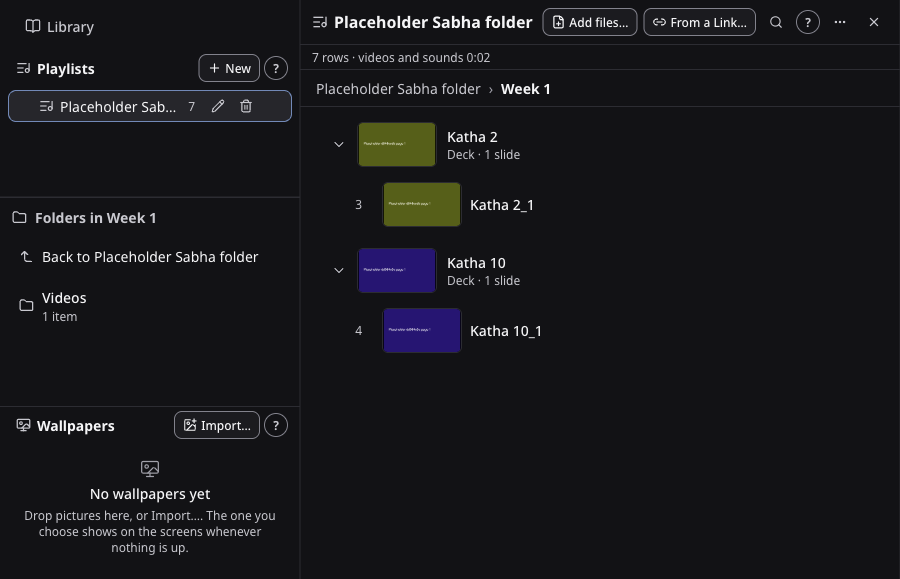 Library
Playlists
New
?
Placeholder Sab... 7
Folders in Week 1
Back to Placeholder Sabha folder
Videos
1 item
Wallpapers
Import...
?
No wallpapers yet
Drop pictures here, or Import.... The one you
choose shows on the screens whenever
nothing is up.
Placeholder Sabha folder
Add files...
From a Link...
?
7 rows · videos and sounds 0:02
Placeholder Sabha folder › Week 1
Katha 2
Deck · 1 slide
3 Katha 2_1
Katha 10
Deck · 1 slide
4 Katha 10_1